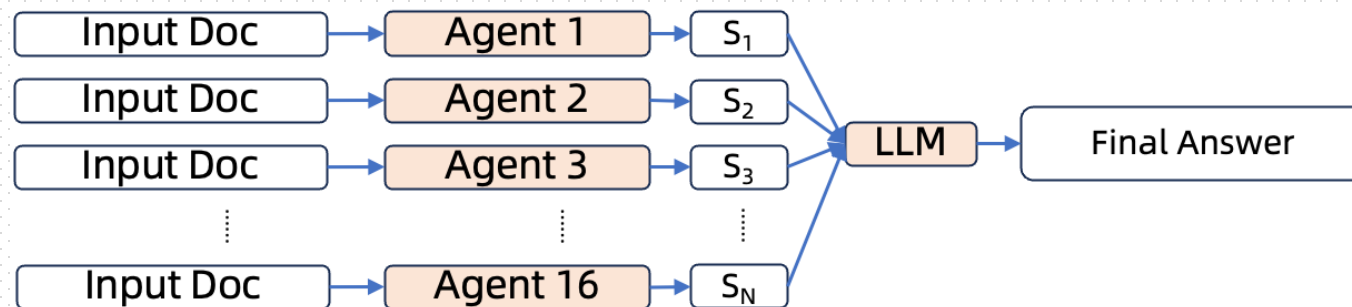 Input Doc Agent 1 S₁
Input Doc Agent 2 S₂
LLM Final Answer
Input Doc Agent 3 S₃
Input Doc Agent 16 S_N